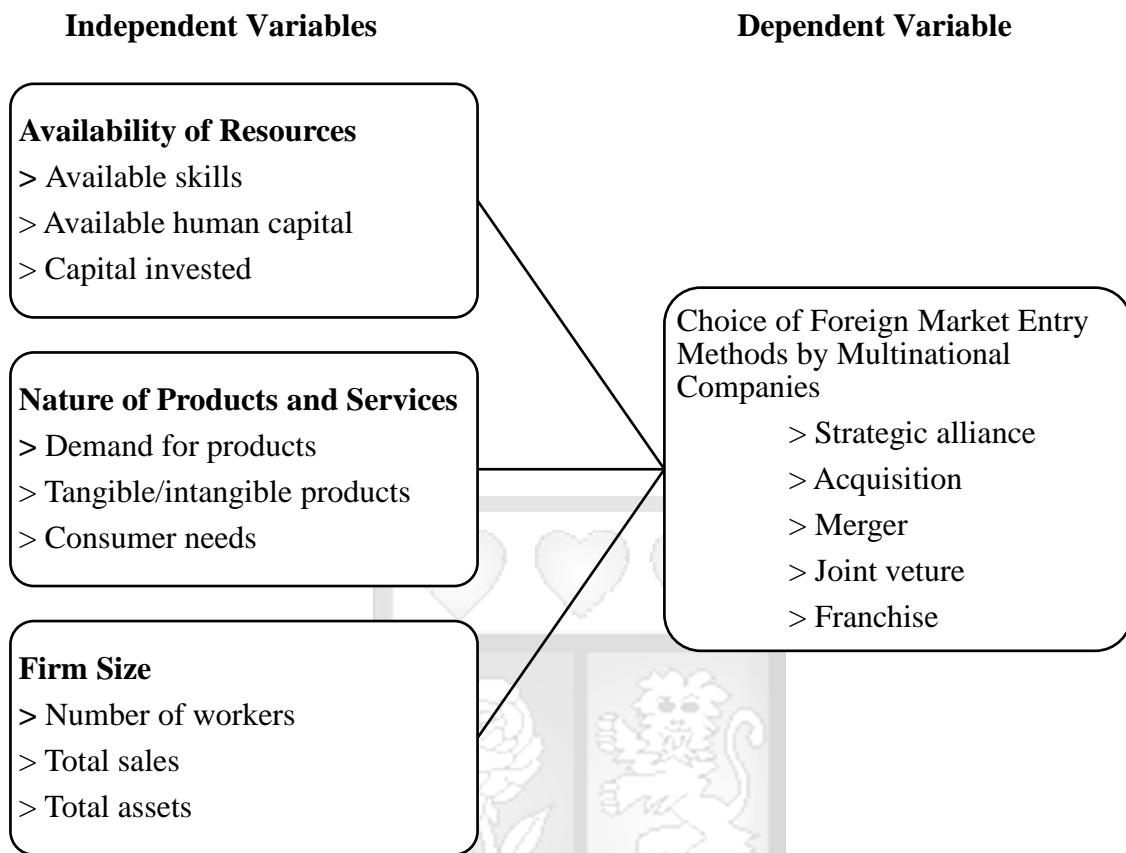 Independent Variables
Dependent Variable
Availability of Resources
> Available skills
> Available human capital
> Capital invested
Nature of Products and Services
> Demand for products
> Tangible/intangible products
> Consumer needs
Firm Size
> Number of workers
> Total sales
> Total assets
Choice of Foreign Market Entry
Methods by Multinational
Companies
> Strategic alliance
> Acquisition
> Merger
> Joint veture
> Franchise